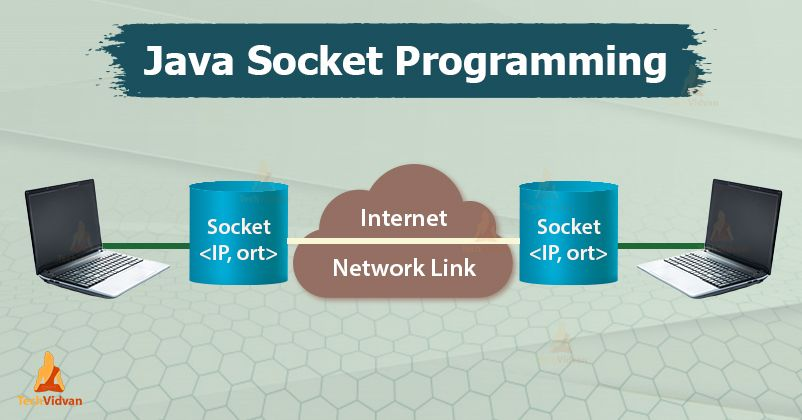 Java Socket Programming
Socket
<IP, ort>
Internet
Network Link
Socket
<IP, ort>
TechVidvan